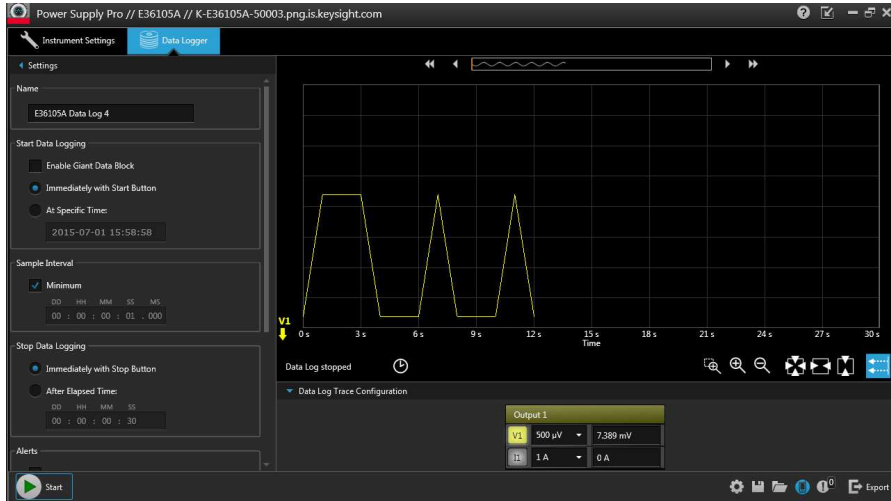 Power Supply Pro // E36105A // K-E36105A-50003.png.is.keysight.com
Instrument Settings
Data Logger
Settings
Name
E36105A Data Log 4
Start Data Logging
Enable Giant Data Block
Immediately with Start Button
At Specific Time:
2015-07-01 15:58:58
Sample Interval
Minimum
DD HH MM SS MS
00 : 00 : 00 : 01 . 000
Stop Data Logging
Immediately with Stop Button
After Elapsed Time:
DD HH MM SS
00 : 00 : 00 : 30
Alerts
V1
0 s 3 s 6 s 9 s 12 s 15 s 18 s 21 s 24 s 27 s 30 s
Time
Data Log stopped
Data Log Trace Configuration
Output 1
V1 500 µV 7.389 mV
I1 1 A 0 A
Start
0
Export